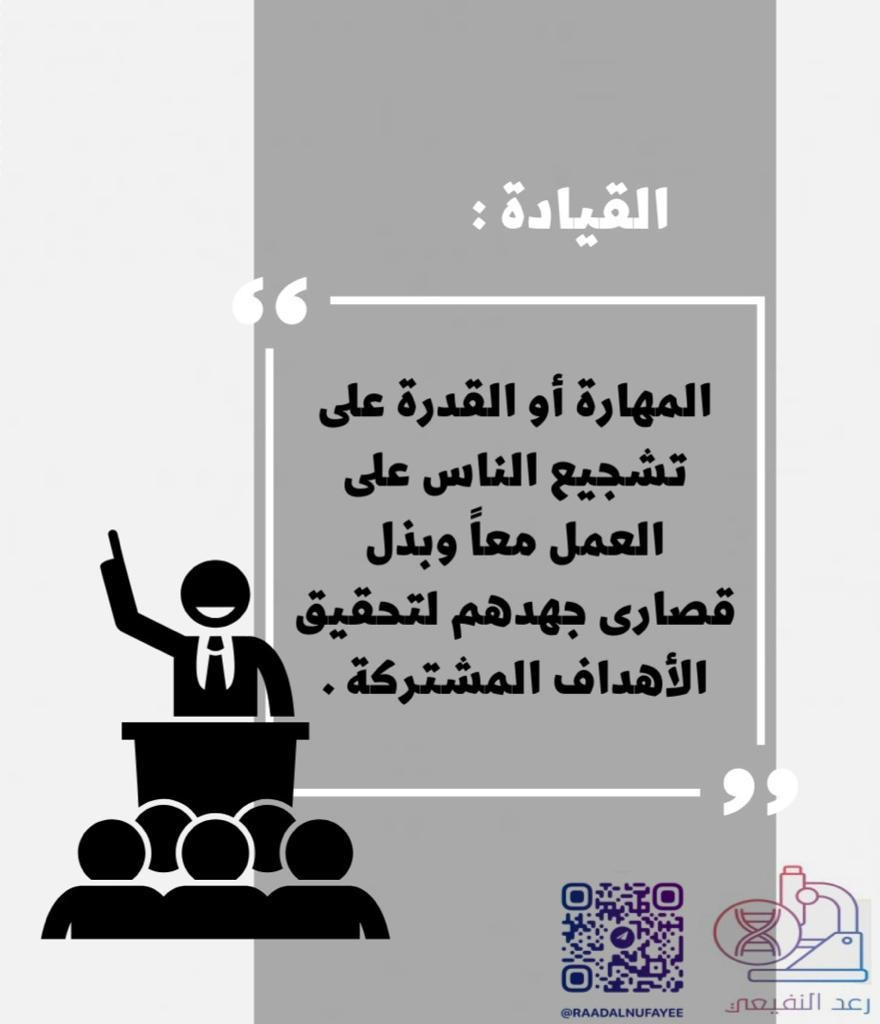 القيادة :
المهارة أو القدرة على
تشجيع الناس على
العمل معاً وبذل
قصارى جهدهم لتحقيق
الأهداف المشتركة .
@RAADALNUFAYEE
رعد النفيعي